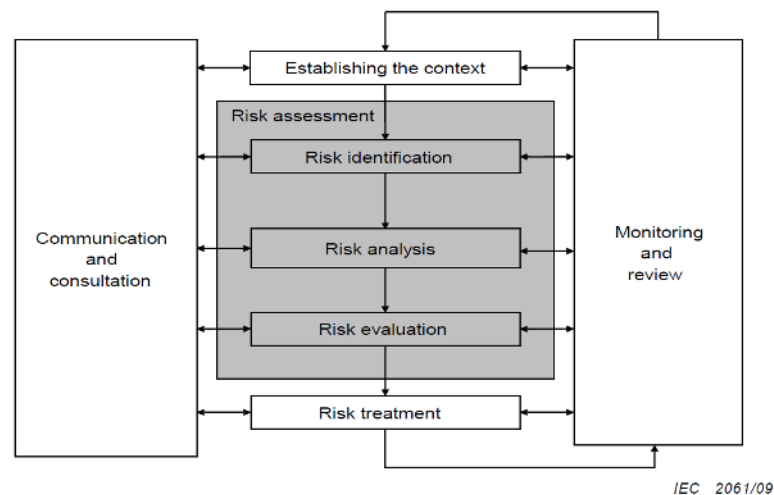 Establishing the context
Risk assessment
Risk identification
Communication
and
consultation
Risk analysis
Monitoring
and
review
Risk evaluation
Risk treatment
IEC 2061/09